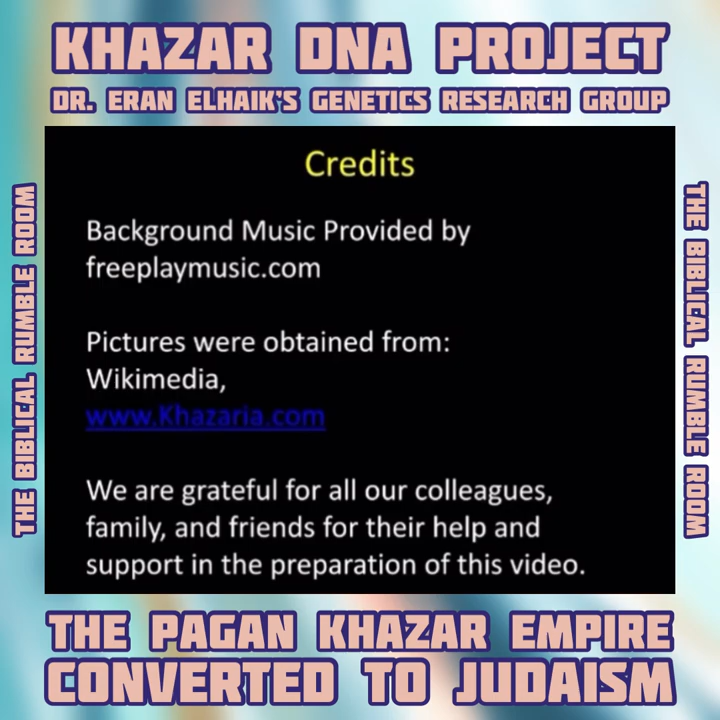 KHAZAR DNA PROJECT
DR. ERAN ELHAIK'S GENETICS RESEARCH GROUP
THE BIBLICAL RUMBLE ROOM
Credits
Background Music Provided by
freeplaymusic.com
Pictures were obtained from:
Wikimedia,
www.Khazaria.com
We are grateful for all our colleagues,
family, and friends for their help and
support in the preparation of this video.
THE BIBLICAL RUMBLE ROOM
THE PAGAN KHAZAR EMPIRE
CONVERTED TO JUDAISM